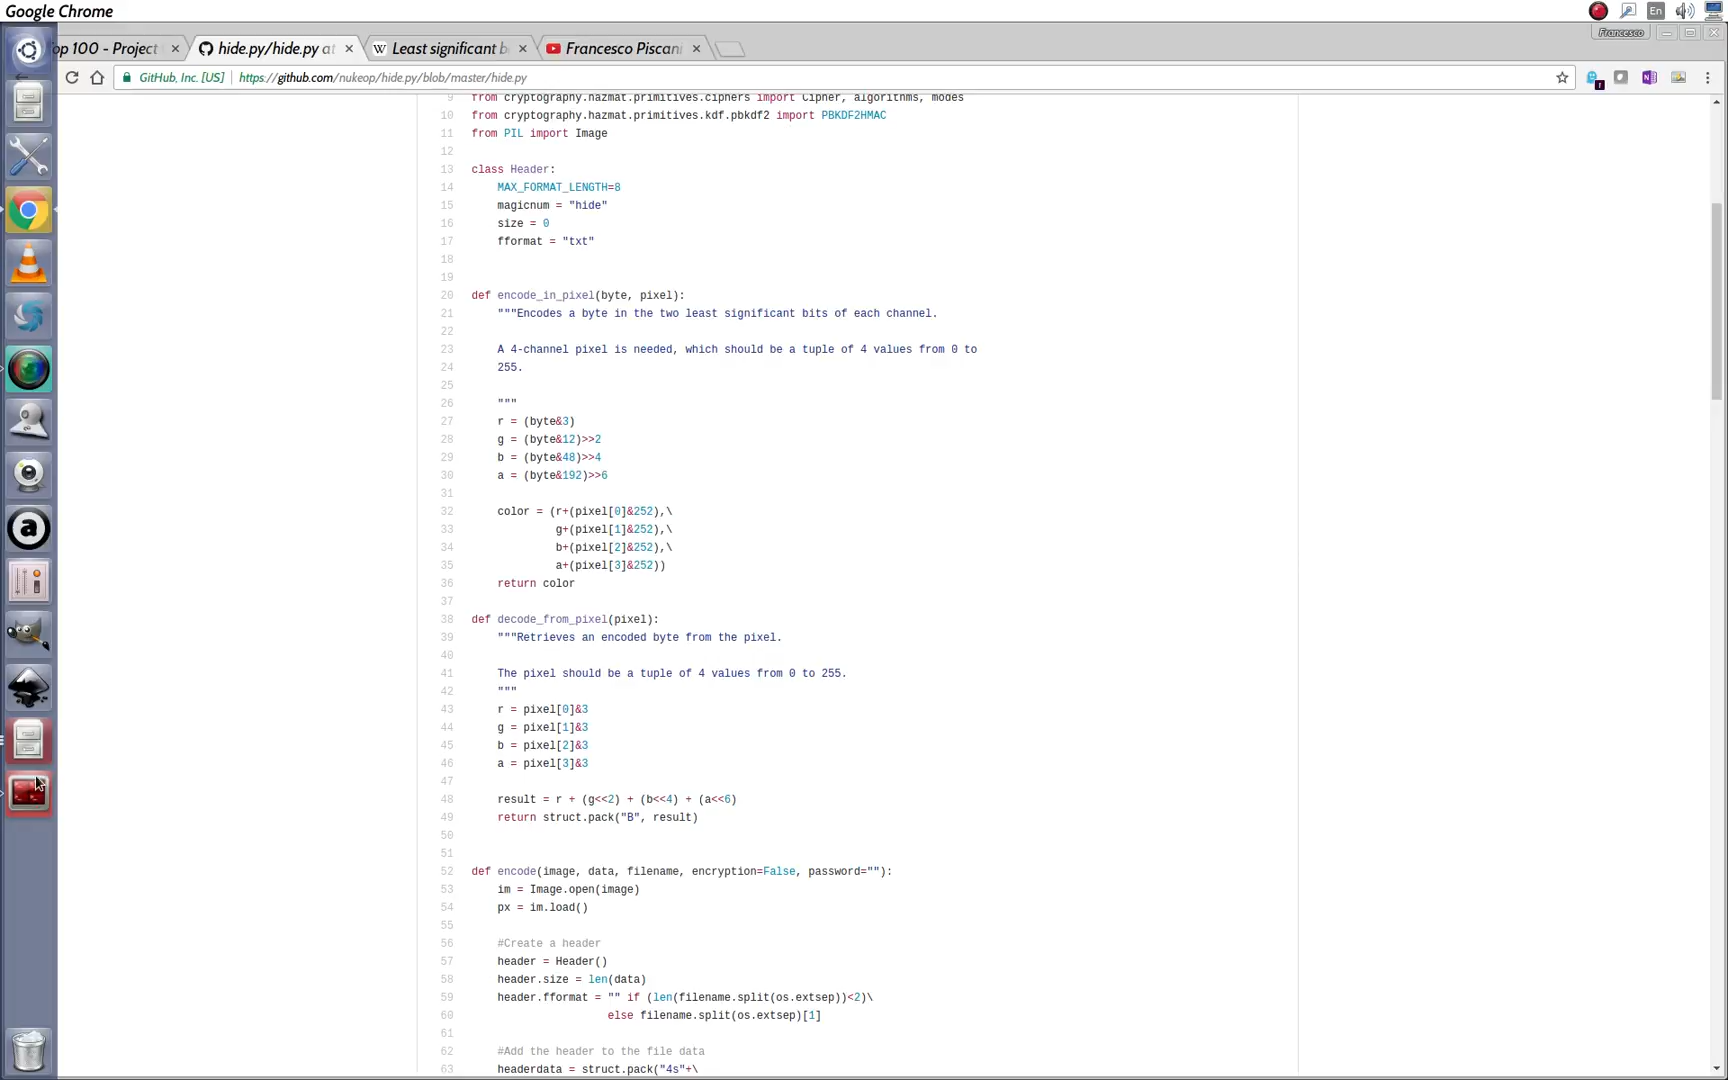 Google Chrome
En
Francesco
op 100 - Project
hide.py/hide.py at
Least significant b
Francesco Piscani
GitHub, Inc. [US] | https://github.com/nukeop/hide.py/blob/master/hide.py
9 from cryptography.hazmat.primitives.ciphers import Cipher, algorithms, modes
10 from cryptography.hazmat.primitives.kdf.pbkdf2 import PBKDF2HMAC
11 from PIL import Image
12
13 class Header:
14     MAX_FORMAT_LENGTH=8
15     magicnum = "hide"
16     size = 0
17     fformat = "txt"
18
19
20 def encode_in_pixel(byte, pixel):
21     """Encodes a byte in the two least significant bits of each channel.
22
23     A 4-channel pixel is needed, which should be a tuple of 4 values from 0 to
24     255.
25
26     """
27     r = (byte&3)
28     g = (byte&12)>>2
29     b = (byte&48)>>4
30     a = (byte&192)>>6
31
32     color = (r+(pixel[0]&252),\
33              g+(pixel[1]&252),\
34              b+(pixel[2]&252),\
35              a+(pixel[3]&252))
36     return color
37
38 def decode_from_pixel(pixel):
39     """Retrieves an encoded byte from the pixel.
40
41     The pixel should be a tuple of 4 values from 0 to 255.
42     """
43     r = pixel[0]&3
44     g = pixel[1]&3
45     b = pixel[2]&3
46     a = pixel[3]&3
47
48     result = r + (g<<2) + (b<<4) + (a<<6)
49     return struct.pack("B", result)
50
51
52 def encode(image, data, filename, encryption=False, password=""):
53     im = Image.open(image)
54     px = im.load()
55
56     #Create a header
57     header = Header()
58     header.size = len(data)
59     header.fformat = "" if (len(filename.split(os.extsep))<2)\
60                      else filename.split(os.extsep)[1]
61
62     #Add the header to the file data
63     headerdata = struct.pack("4s"+\